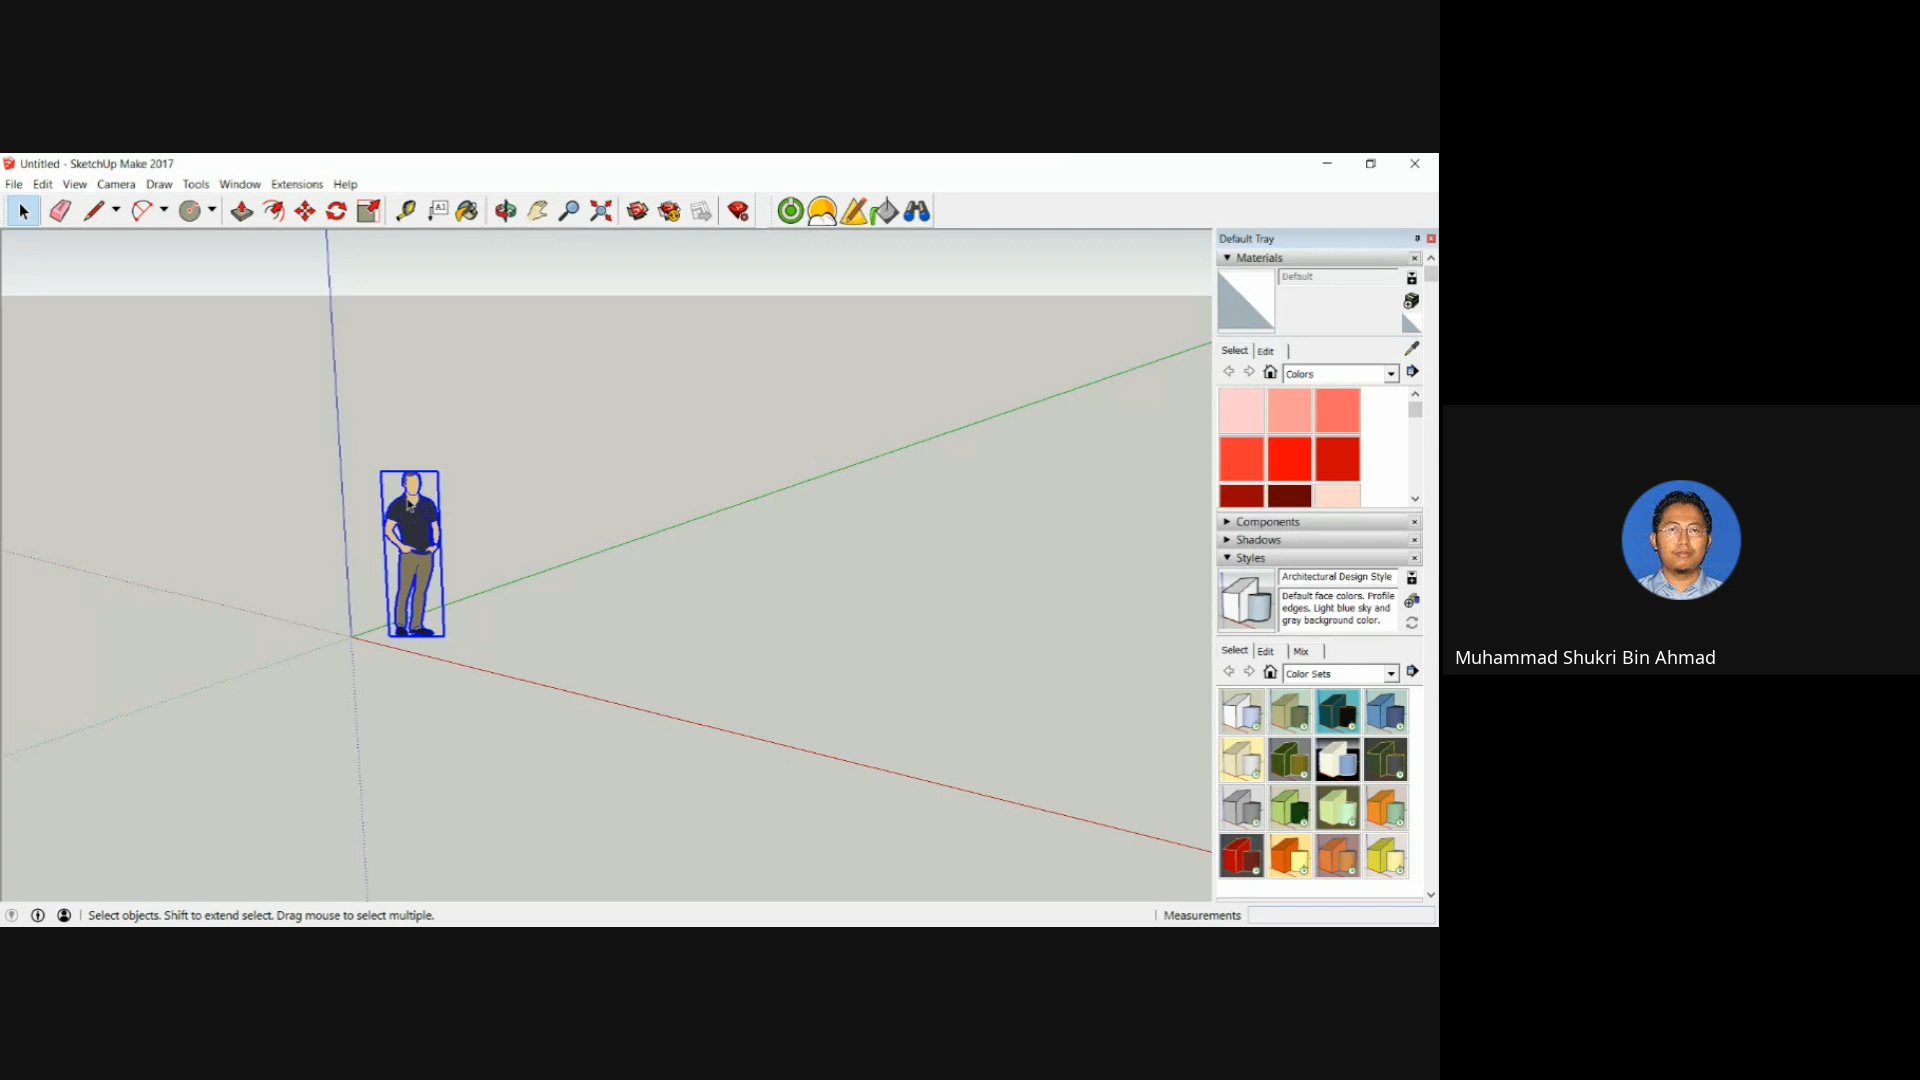 Untitled - SketchUp Make 2017
File Edit View Camera Draw Tools Window Extensions Help
A1
Default Tray
Materials
Default
Select Edit
Colors
Components
Shadows
Styles
Architectural Design Style
Default face colors. Profile
edges. Light blue sky and
gray background color.
Select Edit Mix
Color Sets
Muhammad Shukri Bin Ahmad
Select objects. Shift to extend select. Drag mouse to select multiple.
Measurements